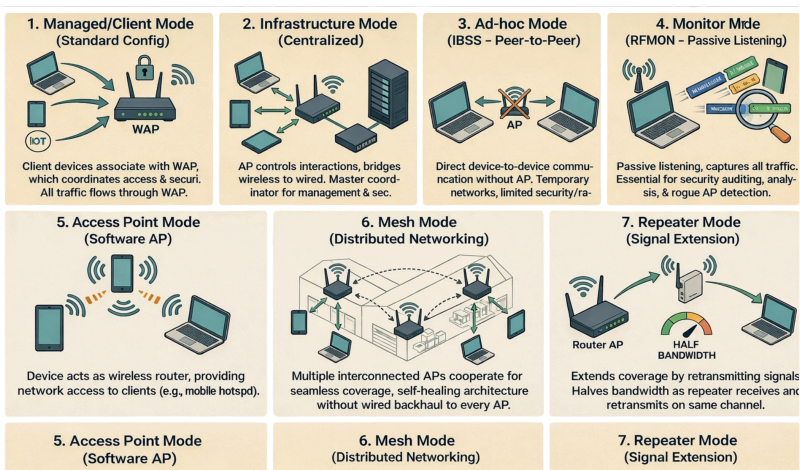 1. Managed/Client Mode
(Standard Config)
IOT
WAP
Client devices associate with WAP,
which coordinates access & securi.
All traffic flows through WAP.
2. Infrastructure Mode
(Centralized)
AP controls interactions, bridges
wireless to wired. Master coord-
inator for management & sec.
3. Ad-hoc Mode
(IBSS – Peer-to-Peer)
AP
Direct device-to-device commu-
nication without AP. Temporary
networks, limited security/ra-
4. Monitor Mrde
(RFMON – Passive Listening)
Passive listening, captures all traffic.
Essential for security auditing, analy-
sis, & rogue AP detection.
5. Access Point Mode
(Software AP)
Device acts as wireless router, providing
network access to clients (e.g., moblle hotspd).
6. Mesh Mode
(Distributed Networking)
Multiple interconnected APs cooperate for
seamless coverage, self-healing architecture
without wired backhaul to every AP.
7. Repeater Mode
(Signal Extension)
Router AP
HALF
BANDWIDTH
Extends coverage by retransmitting signals
Halves bandwidth as repeater receives and
retransmits on same channel.
5. Access Point Mode
(Software AP)
6. Mesh Mode
(Distributed Networking)
7. Repeater Mode
(Signal Extension)